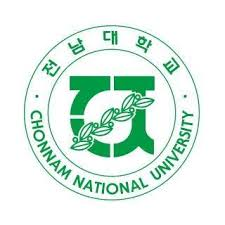 전남대학교
CHONNAM NATIONAL UNIVERSITY